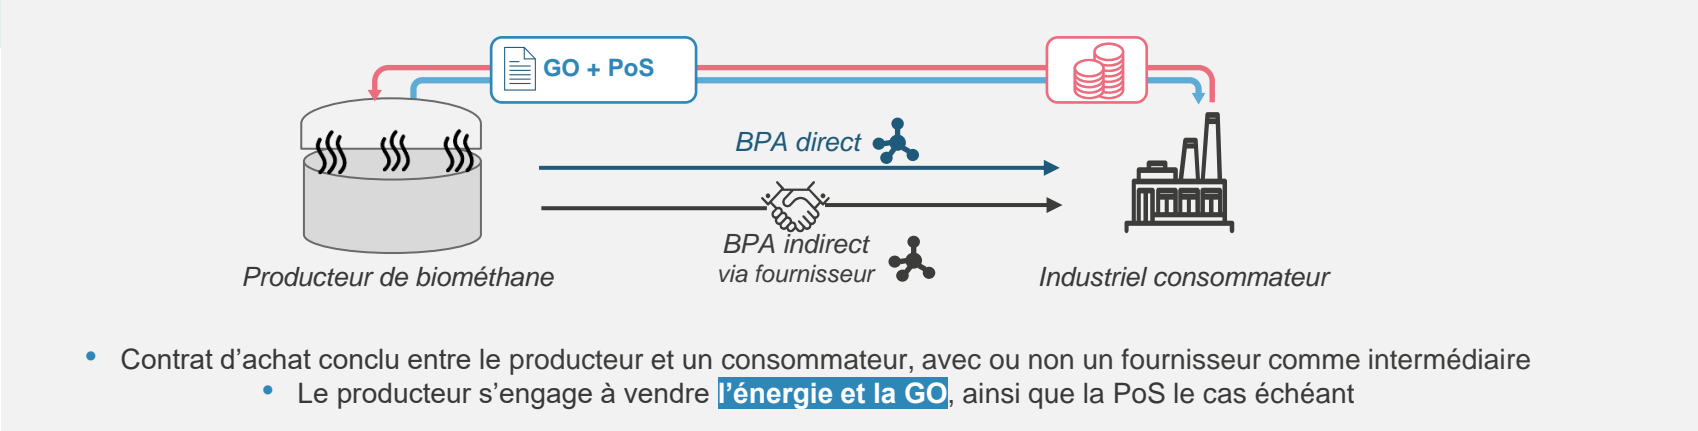 GO + PoS
BPA direct
BPA indirect
via fournisseur
Producteur de biométhane
Industriel consommateur
• Contrat d’achat conclu entre le producteur et un consommateur, avec ou non un fournisseur comme intermédiaire
• Le producteur s’engage à vendre l’énergie et la GO, ainsi que la PoS le cas échéant